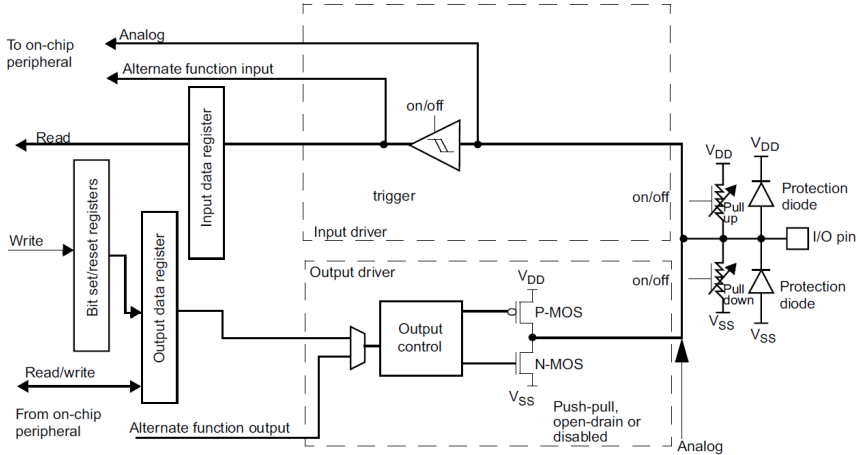 To on-chip
peripheral
Analog
Alternate function input
on/off
Read
Input data register
trigger
Input driver
on/off
VDD
VDD
Pull
up
Protection
diode
I/O pin
Write
Bit set/reset registers
Output data register
Output driver
on/off
VDD
P-MOS
Output
control
N-MOS
VSS
Pull
down
VSS
Protection
diode
VSS
Read/write
From on-chip
peripheral
Alternate function output
Push-pull,
open-drain or
disabled
Analog